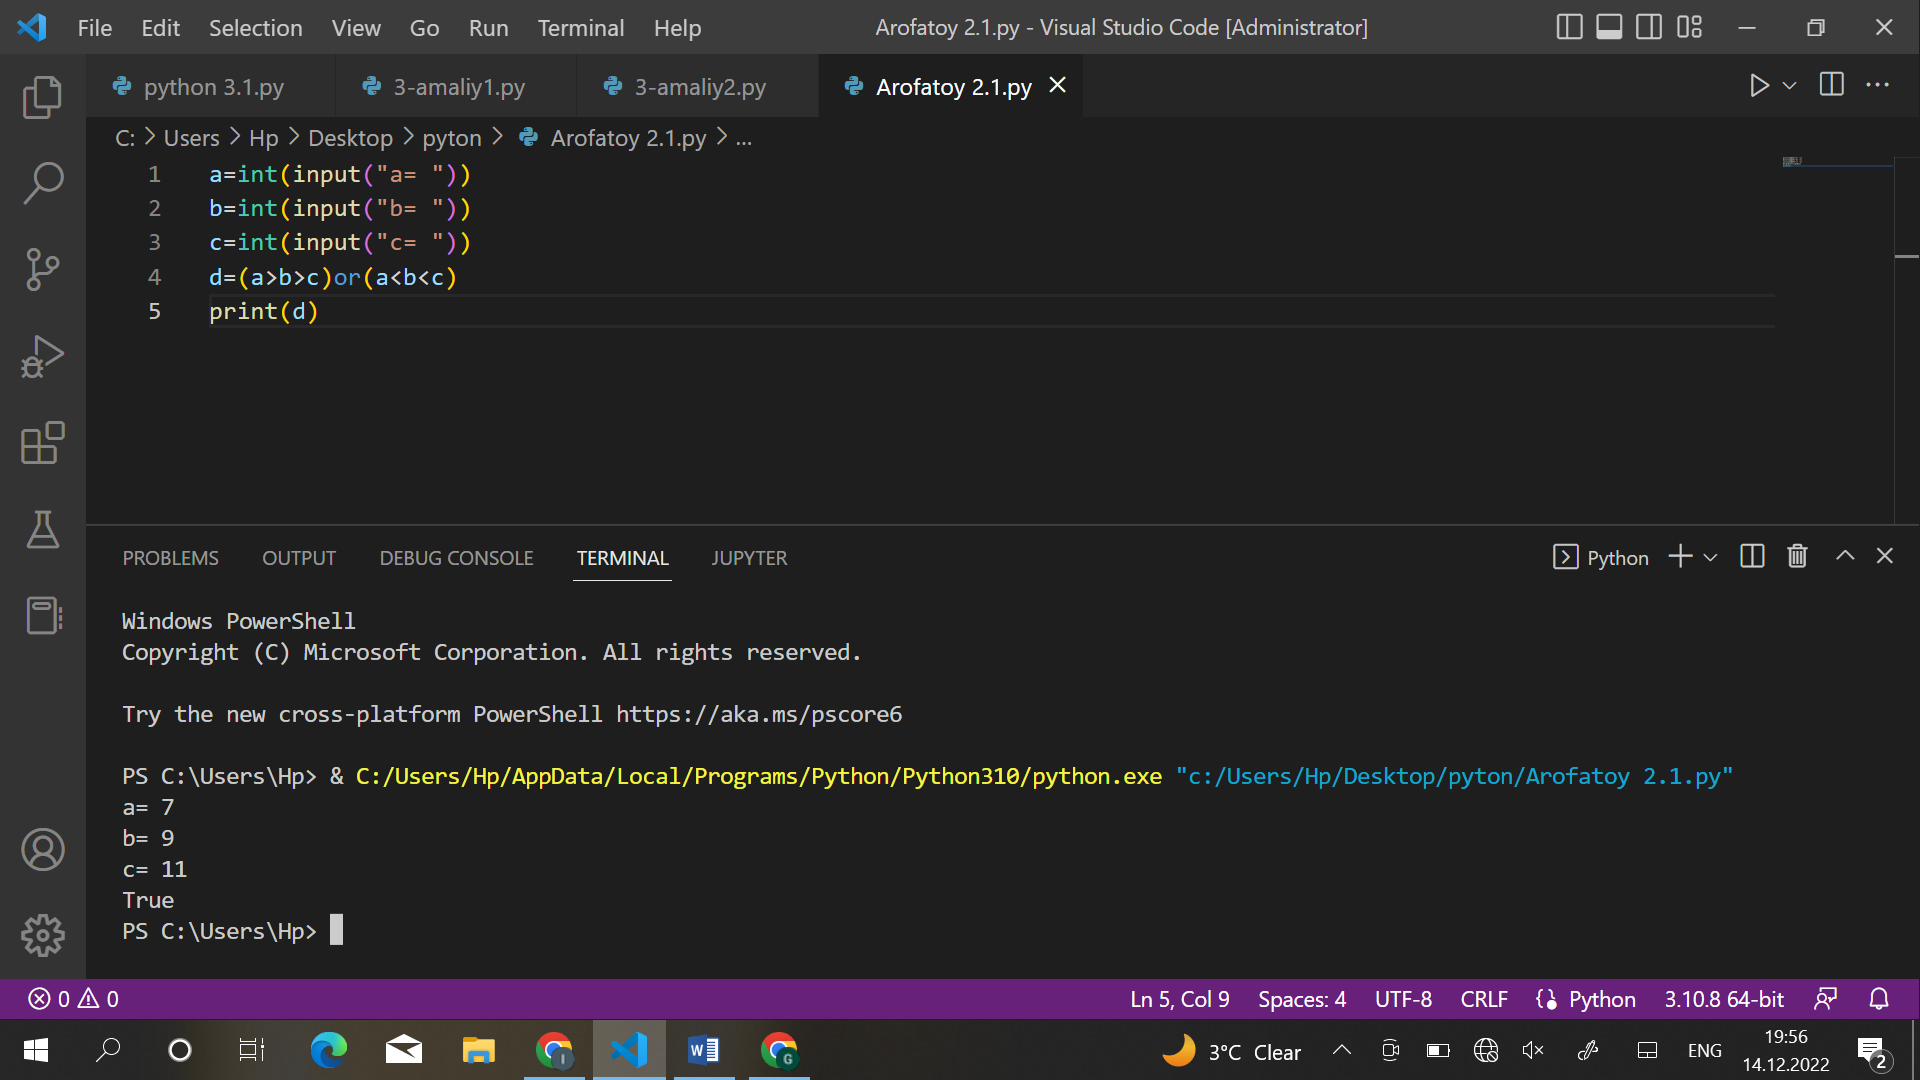 File Edit Selection View Go Run Terminal Help Arofatoy 2.1.py - Visual Studio Code [Administrator]
python 3.1.py 3-amaliy1.py 3-amaliy2.py Arofatoy 2.1.py
C: > Users > Hp > Desktop > pyton > Arofatoy 2.1.py > ...
1 a=int(input("a= "))
2 b=int(input("b= "))
3 c=int(input("c= "))
4 d=(a>b>c)or(a<b<c)
5 print(d)
PROBLEMS OUTPUT DEBUG CONSOLE TERMINAL JUPYTER Python
Windows PowerShell
Copyright (C) Microsoft Corporation. All rights reserved.
Try the new cross-platform PowerShell https://aka.ms/pscore6
PS C:\Users\Hp> & C:/Users/Hp/AppData/Local/Programs/Python/Python310/python.exe "c:/Users/Hp/Desktop/pyton/Arofatoy 2.1.py"
a= 7
b= 9
c= 11
True
PS C:\Users\Hp>
0 0 Ln 5, Col 9 Spaces: 4 UTF-8 CRLF Python 3.10.8 64-bit
3°C Clear ENG 19:56
14.12.2022 2